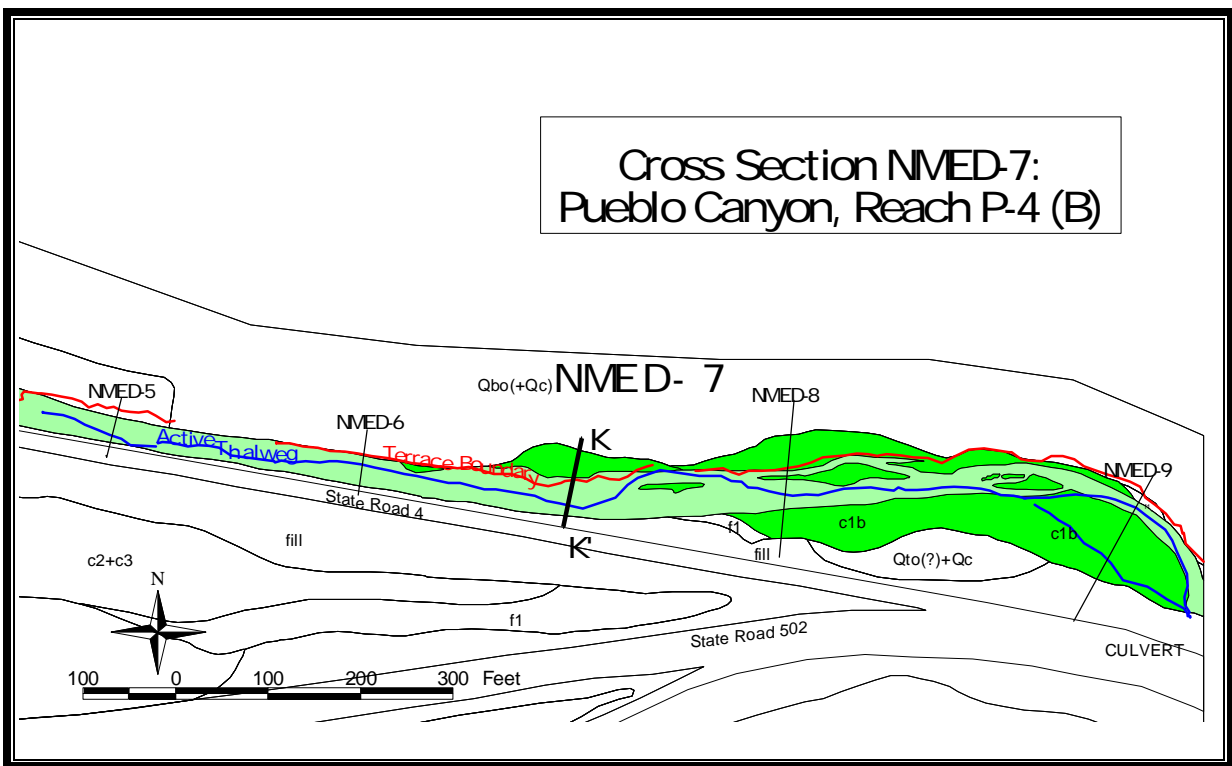 Cross Section NMED-7:
Pueblo Canyon, Reach P-4 (B)
Qbo(+Qc)
NMED- 7
NMED-5
NMED-8
NMED-6
Active Thalweg
Terrace Boundary
K
NMED-9
State Road 4
K'
f1
c1b
c1b
fill
fill
Qto(?)+Qc
c2+c3
N
f1
State Road 502
CULVERT
100 0 100 200 300 Feet